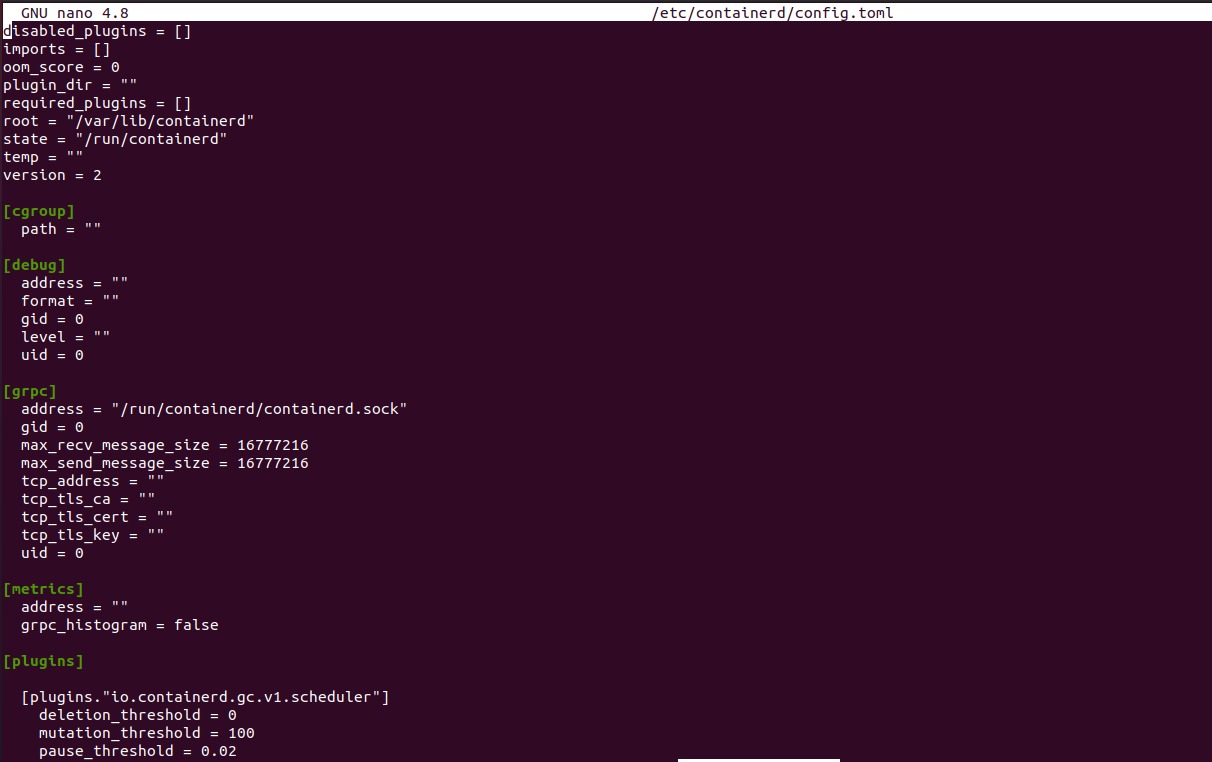 GNU nano 4.8 /etc/containerd/config.toml
disabled_plugins = []
imports = []
oom_score = 0
plugin_dir = ""
required_plugins = []
root = "/var/lib/containerd"
state = "/run/containerd"
temp = ""
version = 2

[cgroup]
  path = ""

[debug]
  address = ""
  format = ""
  gid = 0
  level = ""
  uid = 0

[grpc]
  address = "/run/containerd/containerd.sock"
  gid = 0
  max_recv_message_size = 16777216
  max_send_message_size = 16777216
  tcp_address = ""
  tcp_tls_ca = ""
  tcp_tls_cert = ""
  tcp_tls_key = ""
  uid = 0

[metrics]
  address = ""
  grpc_histogram = false

[plugins]

  [plugins."io.containerd.gc.v1.scheduler"]
    deletion_threshold = 0
    mutation_threshold = 100
    pause_threshold = 0.02